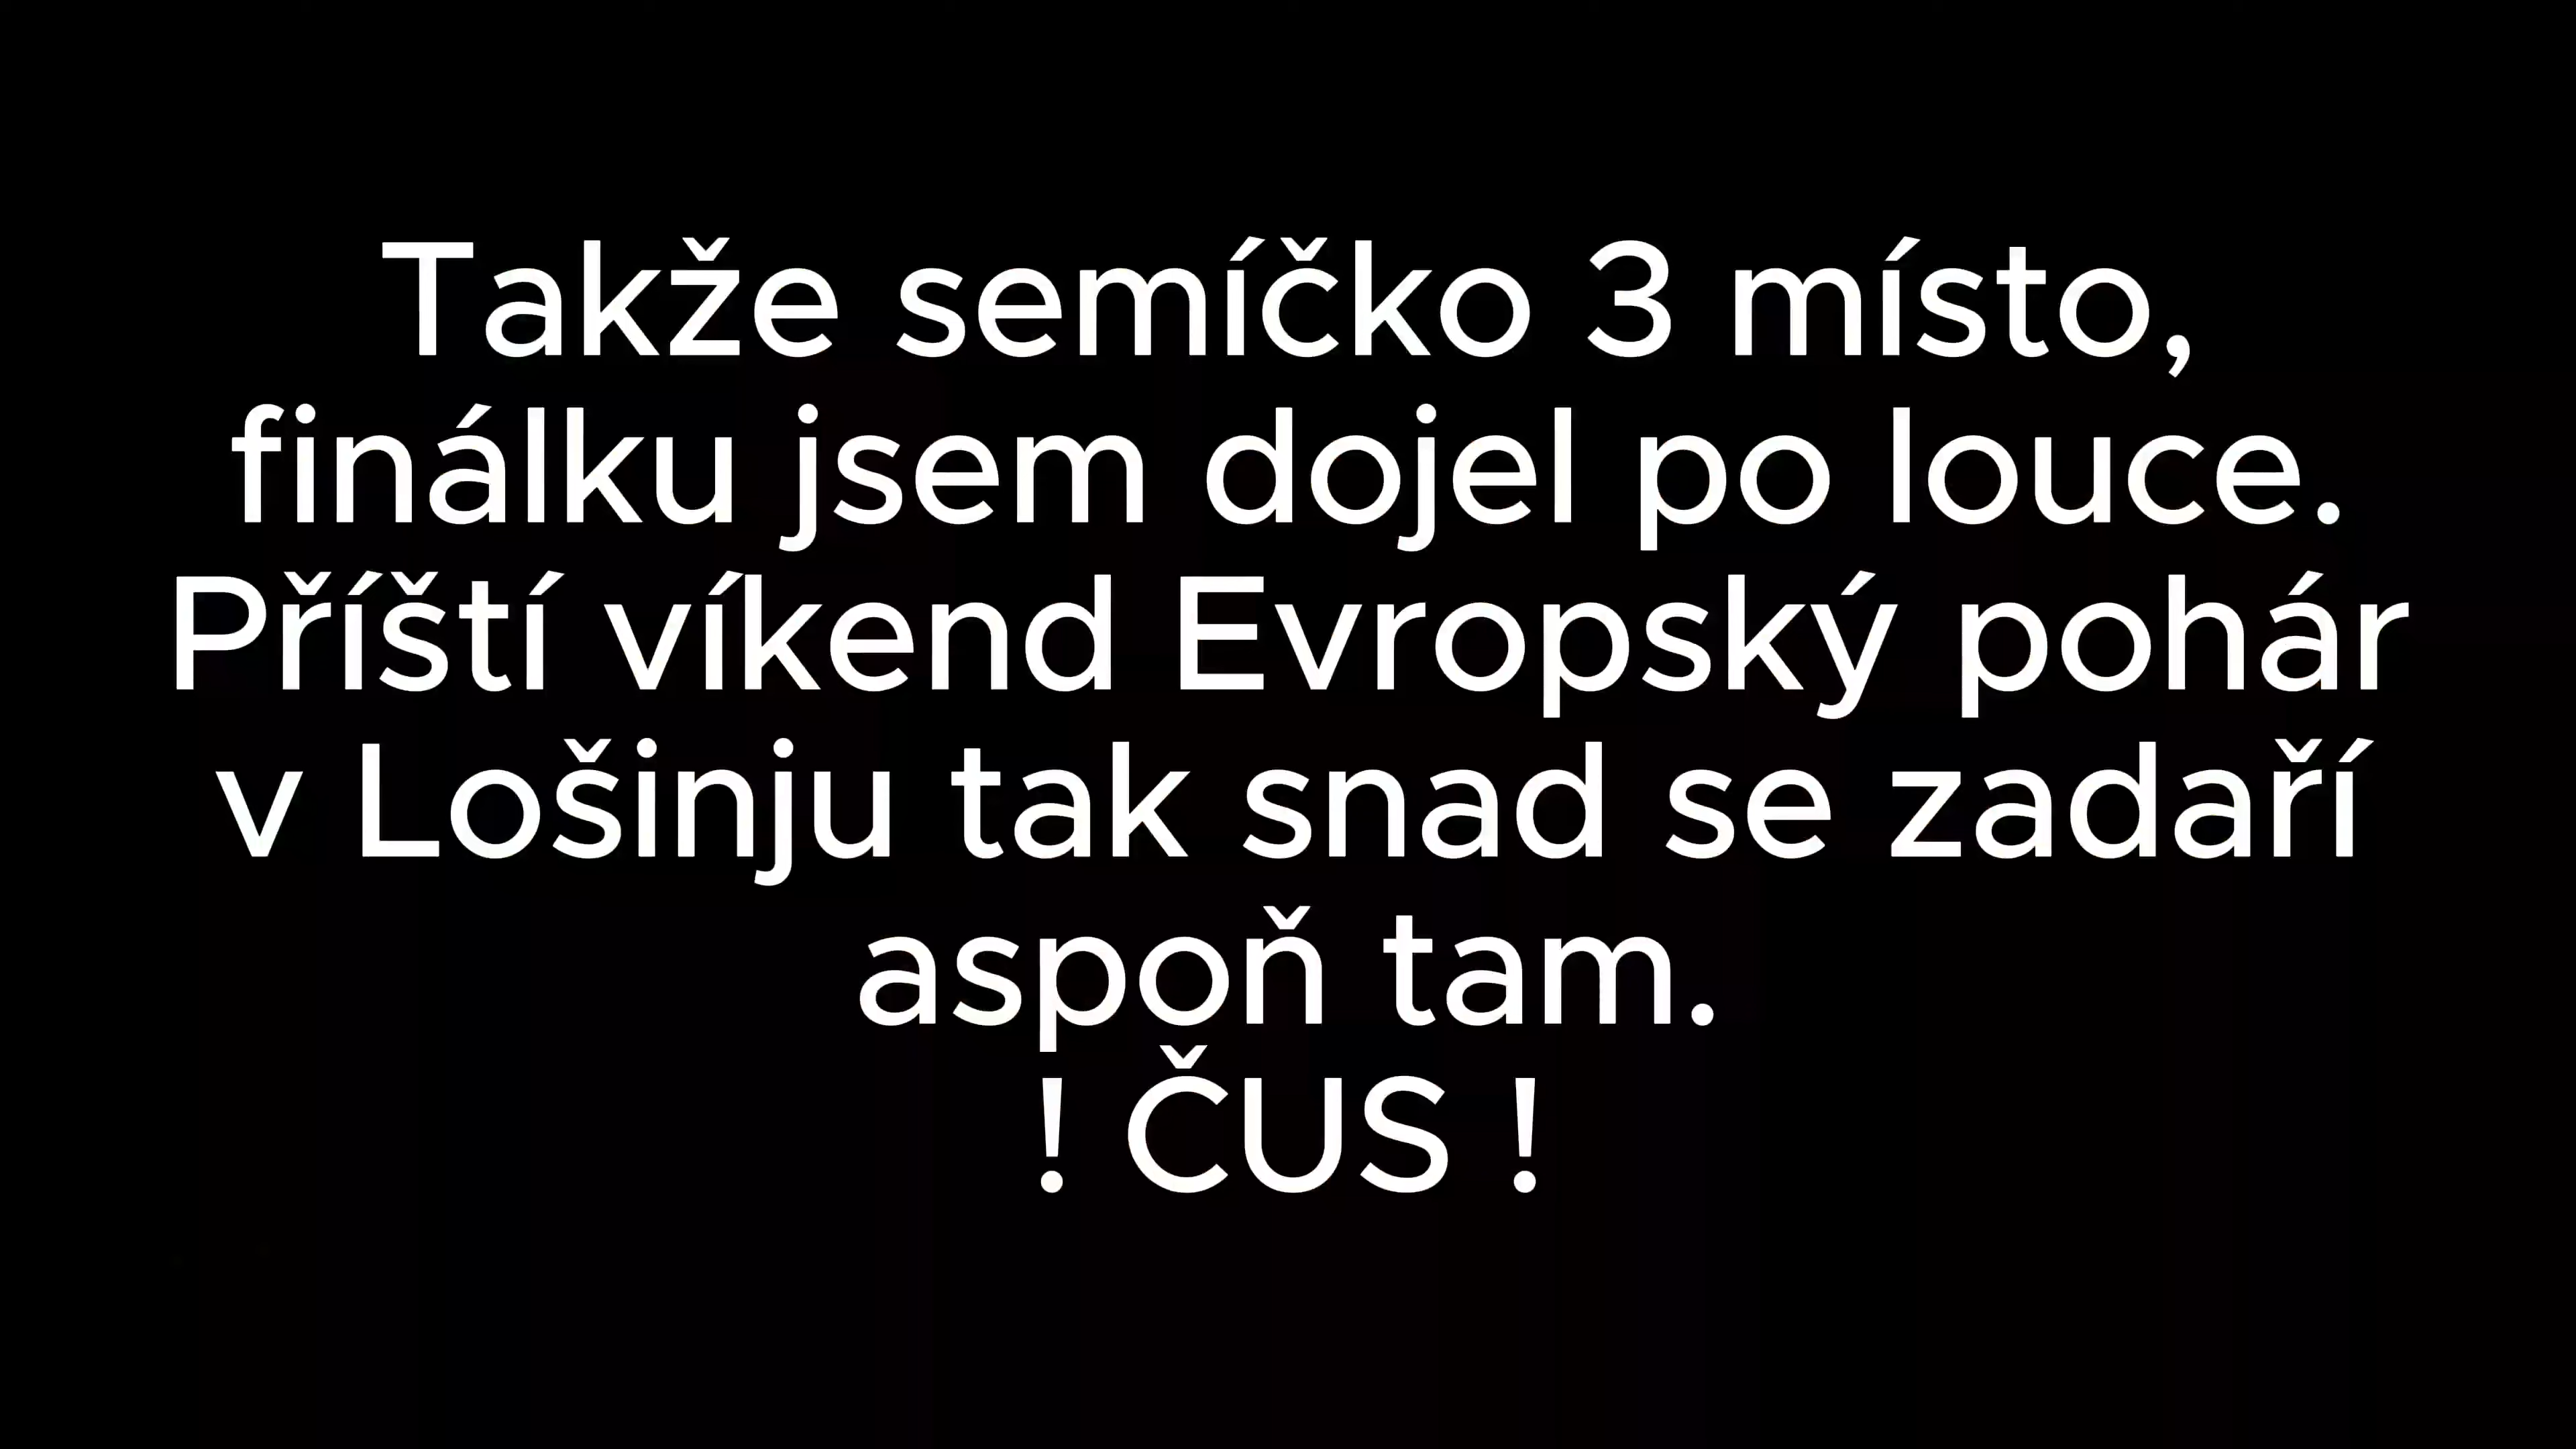 Takže semíčko 3 místo,
finálku jsem dojel po louce.
Příští víkend Evropský pohár
v Lošinju tak snad se zadaří
aspoň tam.
! ČUS !